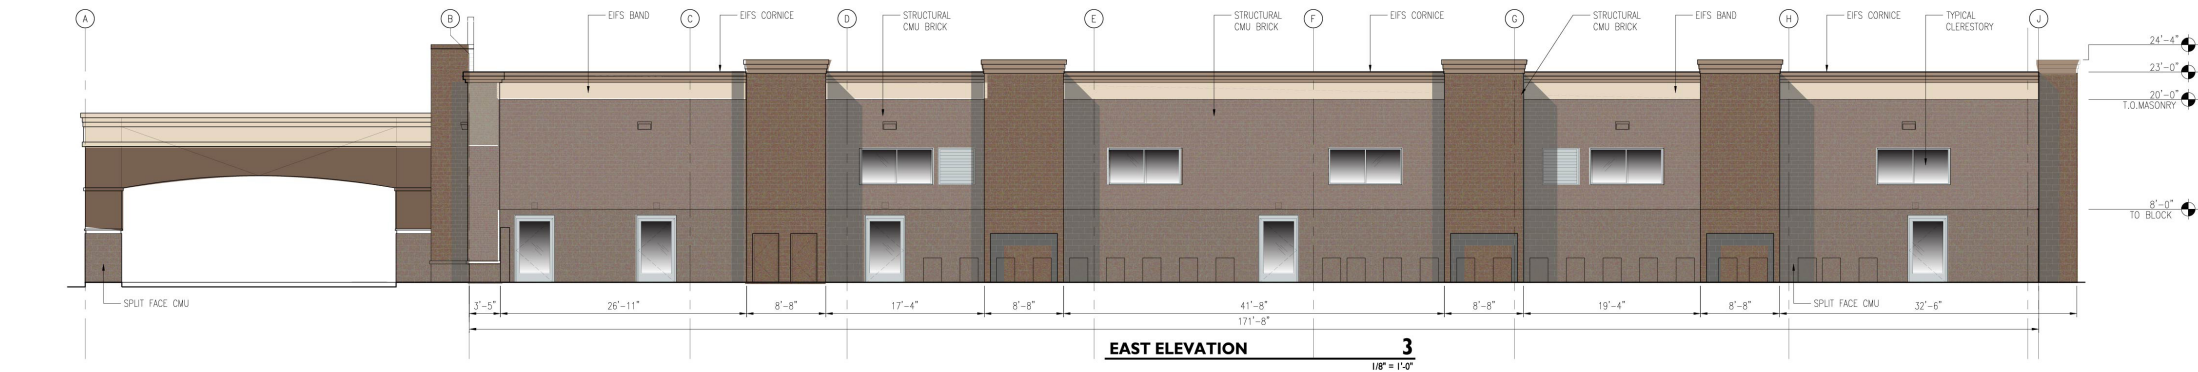 A
B
EIFS BAND
C
EIFS CORNICE
D
STRUCTURAL
CMU BRICK
E
STRUCTURAL
CMU BRICK
F
EIFS CORNICE
G
STRUCTURAL
CMU BRICK
EIFS BAND
H
EIFS CORNICE
TYPICAL
CLERESTORY
J
24'-4"
23'-0"
20'-0"
T.O.MASONRY
8'-0"
TO BLOCK
SPLIT FACE CMU
3'-5"
26'-11"
8'-8"
17'-4"
8'-8"
41'-8"
8'-8"
19'-4"
8'-8"
SPLIT FACE CMU
32'-6"
171'-8"
EAST ELEVATION 3
1/8" = 1'-0"